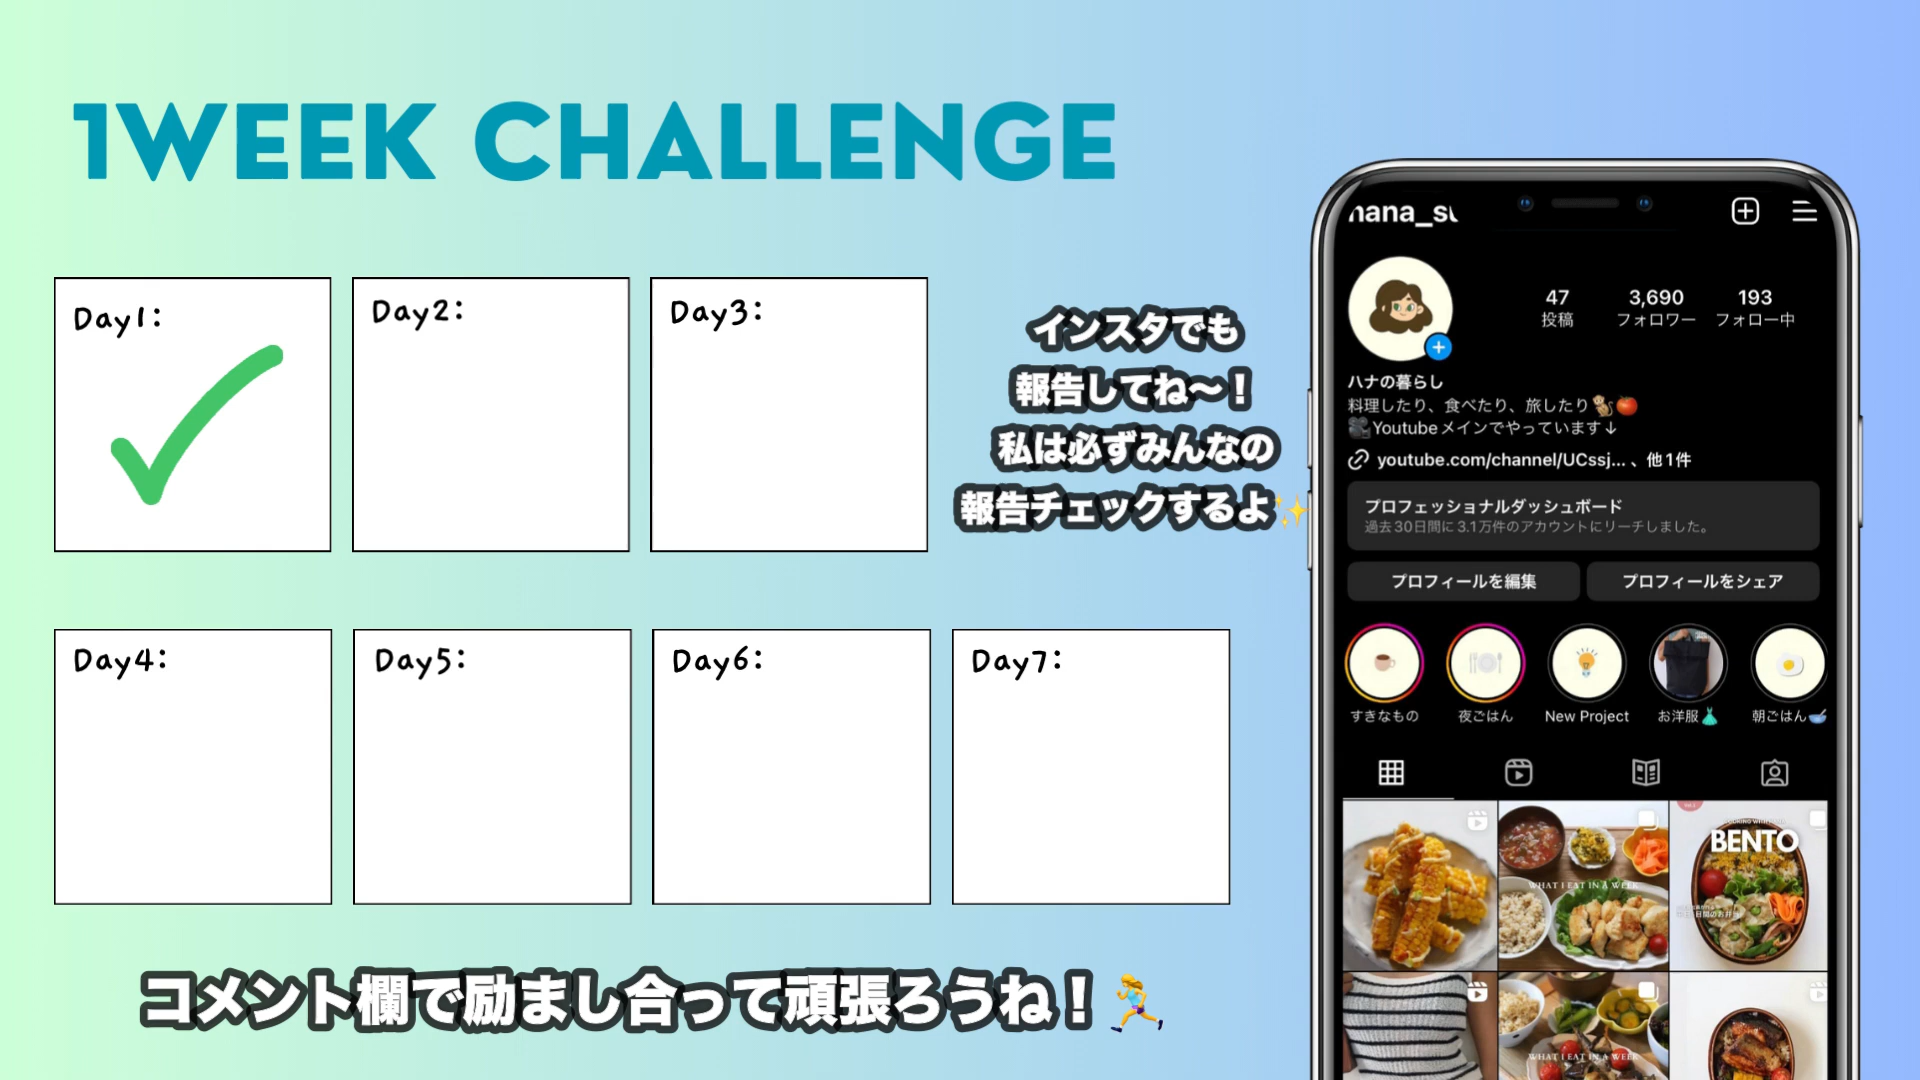 1WEEK CHALLENGE
Day1:
Day2:
Day3:
インスタでも
報告してね〜！
私は必ずみんなの
報告チェックするよ✨
Day4:
Day5:
Day6:
Day7:
コメント欄で励まし合って頑張ろうね！🏃‍♀️
47
投稿
3,690
フォロワー
193
フォロー中
ハナの暮らし
料理したり、食べたり、旅したり🐒🍅
🎥Youtubeメインでやっています↓
youtube.com/channel/UCssj... 、他1件
プロフェッショナルダッシュボード
過去30日間に3.1万件のアカウントにリーチしました。
プロフィールを編集
プロフィールをシェア
すきなもの
夜ごはん
New Project
お洋服👗
朝ごはん🥣
WHAT I EAT IN A WEEK
BENTO
WHAT I EAT IN A WEEK